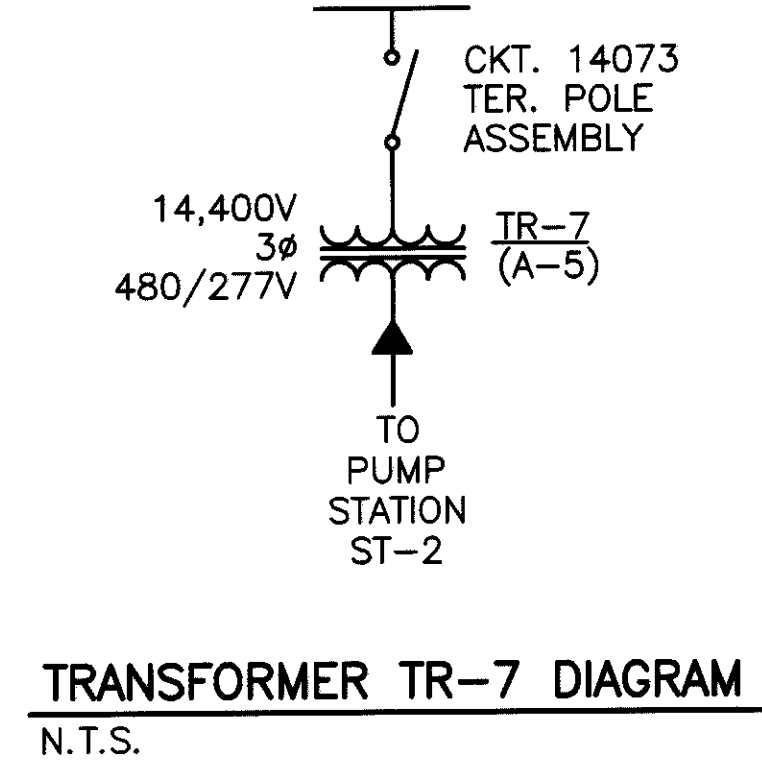 CKT. 14073
TER. POLE
ASSEMBLY
14,400V
3ø
480/277V
TR-7
(A-5)
TO
PUMP
STATION
ST-2
TRANSFORMER TR-7 DIAGRAM
N.T.S.